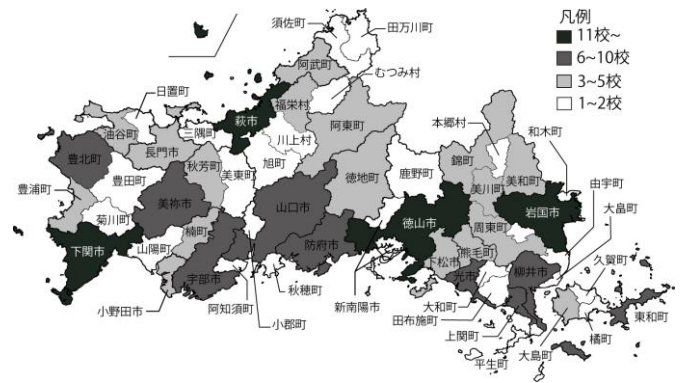 凡例
11校~
6~10校
3~5校
1~2校
須佐町
田万川町
阿武町
むつみ村
日置町
萩市
福栄村
油谷町
三隅町
川上村
阿東町
本郷村
和木町
豊北町
長門市
秋芳町
旭町
鹿野町
錦町
美東町
徳地町
美川町
美和町
由宇町
豊浦町
豊田町
大畠町
美祢市
山口市
徳山市
岩国市
菊川町
周東町
久賀町
楠町
下関市
山陽町
防府市
熊毛町
下松市
光市
柳井市
宇部市
小野田市
阿知須町
秋穂町
新南陽市
大和町
東和町
小郡町
田布施町
橘町
上関町
大島町
平生町